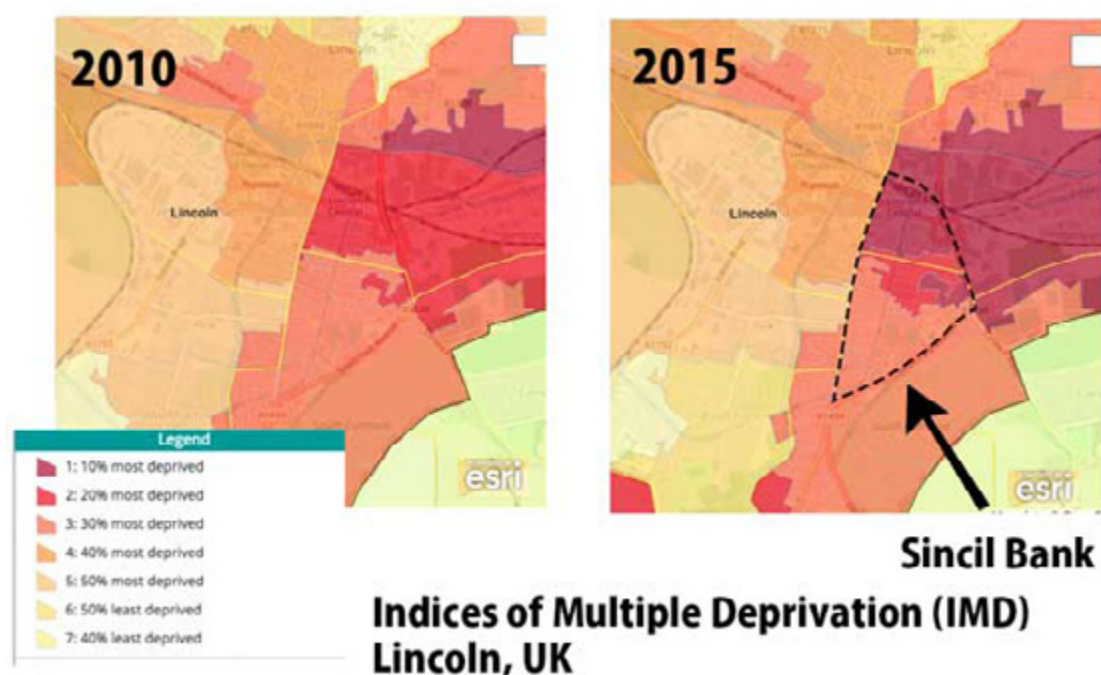 2010
2015
Lincoln
Lincoln
esri
esri
Legend
1: 10% most deprived
2: 20% most deprived
3: 30% most deprived
4: 40% most deprived
5: 50% most deprived
6: 50% least deprived
7: 40% least deprived
Sincil Bank
Indices of Multiple Deprivation (IMD)
Lincoln, UK